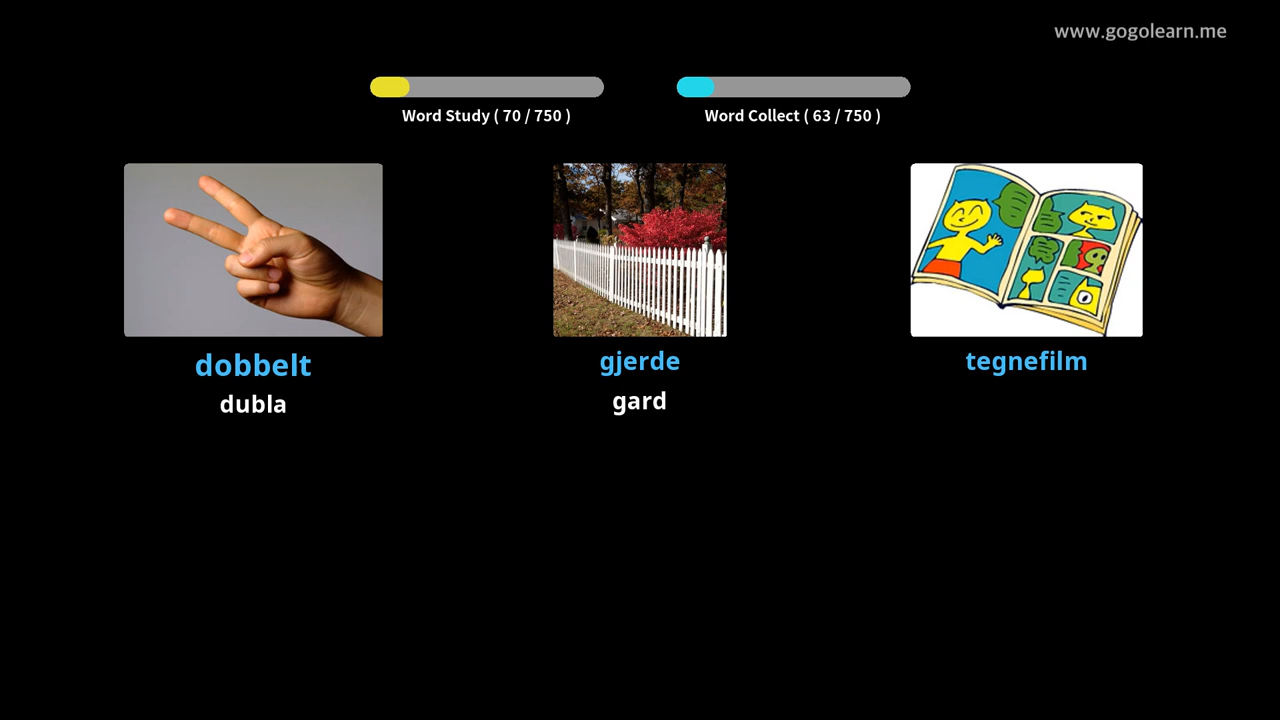 www.gogolearn.me
Word Study ( 70 / 750 )
Word Collect ( 63 / 750 )
dobbelt
dubla
gjerde
gard
tegnefilm